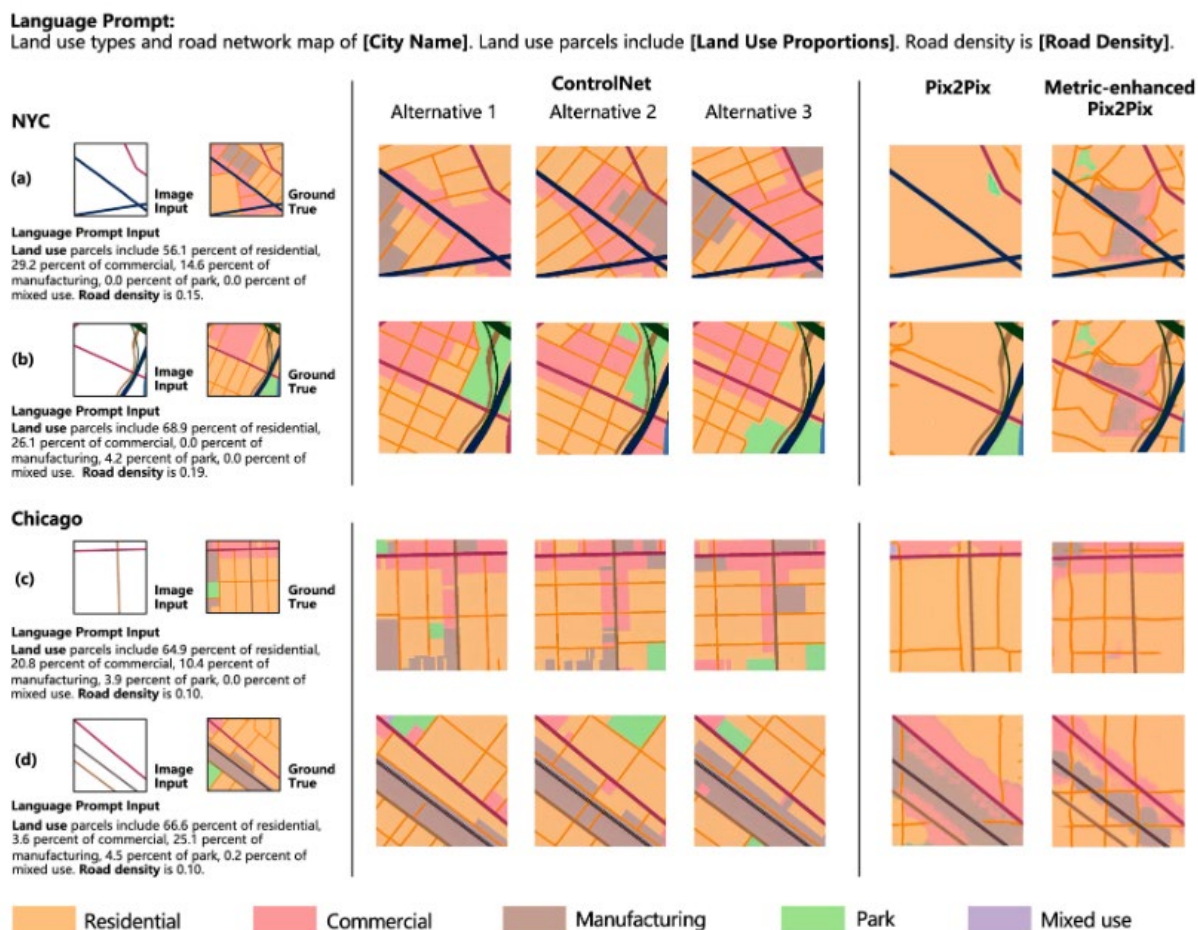 Language Prompt:
Land use types and road network map of [City Name]. Land use parcels include [Land Use Proportions]. Road density is [Road Density].
ControlNet
Pix2Pix
Metric-enhanced
Pix2Pix
Alternative 1
Alternative 2
Alternative 3
NYC
(a)
Image
Input
Ground
True
Language Prompt Input
Land use parcels include 56.1 percent of residential,
29.2 percent of commercial, 14.6 percent of
manufacturing, 0.0 percent of park, 0.0 percent of
mixed use. Road density is 0.15.
(b)
Image
Input
Ground
True
Language Prompt Input
Land use parcels include 68.9 percent of residential,
26.1 percent of commercial, 0.0 percent of
manufacturing, 4.2 percent of park, 0.0 percent of
mixed use. Road density is 0.19.
Chicago
(c)
Image
Input
Ground
True
Language Prompt Input
Land use parcels include 64.9 percent of residential,
20.8 percent of commercial, 10.4 percent of
manufacturing, 3.9 percent of park, 0.0 percent of
mixed use. Road density is 0.10.
(d)
Image
Input
Ground
True
Language Prompt Input
Land use parcels include 66.6 percent of residential,
3.6 percent of commercial, 25.1 percent of
manufacturing, 4.5 percent of park, 0.2 percent of
mixed use. Road density is 0.10.
Residential
Commercial
Manufacturing
Park
Mixed use